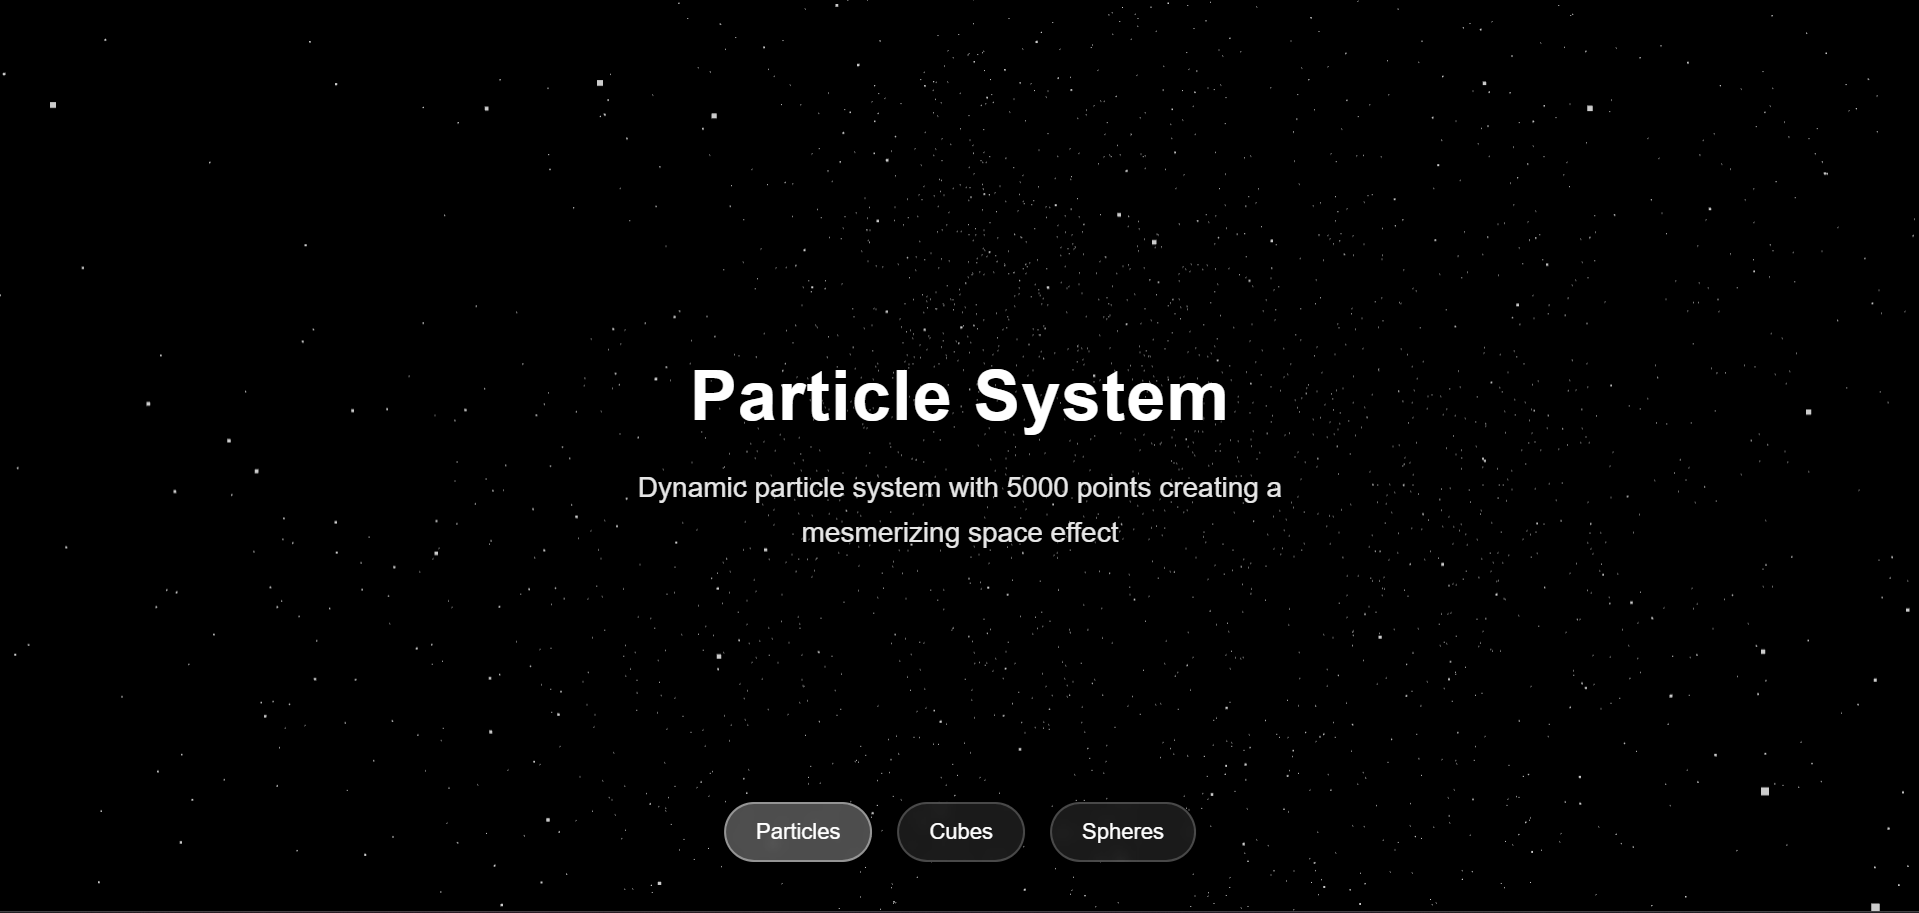 Particle System
Dynamic particle system with 5000 points creating a
mesmerizing space effect
Particles
Cubes
Spheres